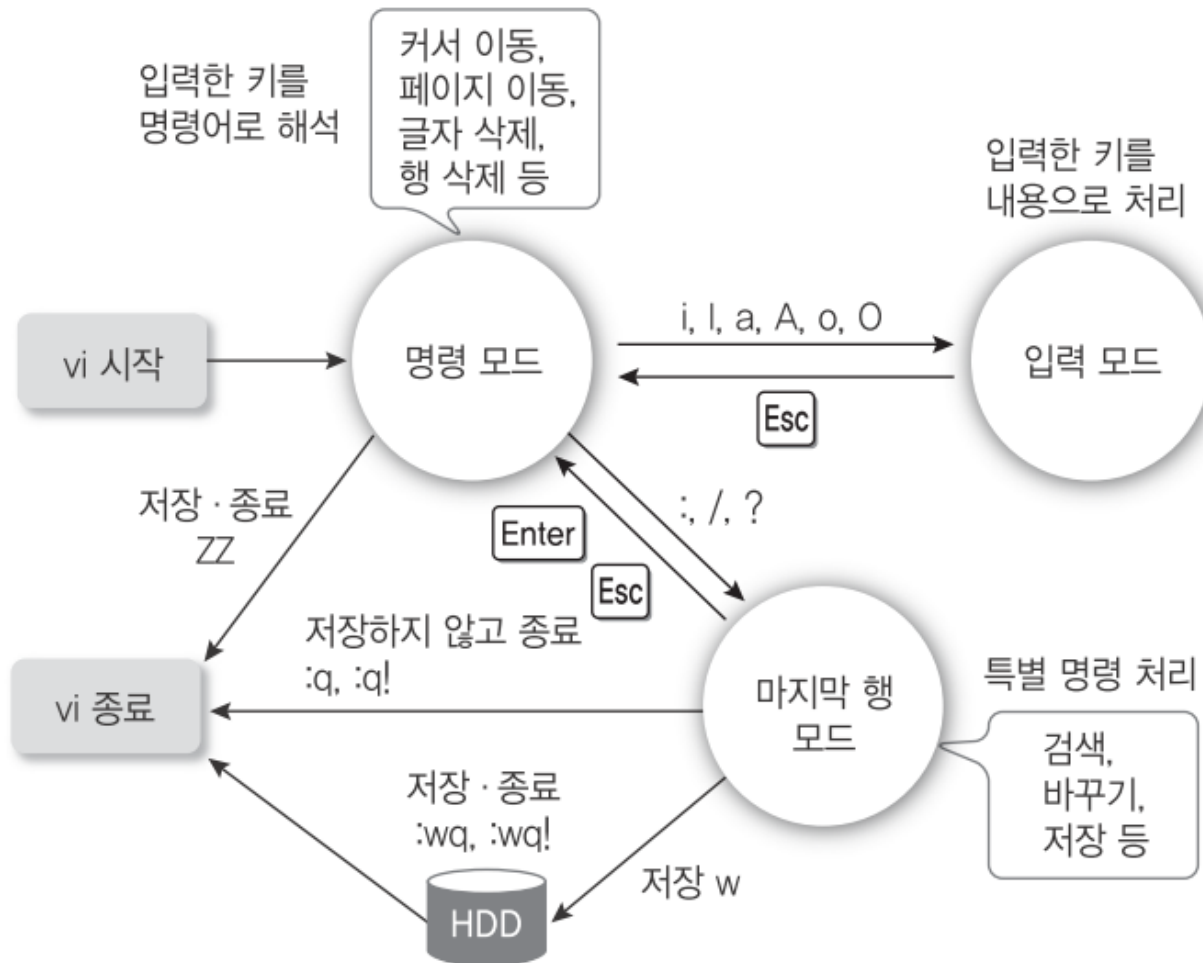 입력한 키를
명령어로 해석
커서 이동,
페이지 이동,
글자 삭제,
행 삭제 등
입력한 키를
내용으로 처리
vi 시작
명령 모드
i, I, a, A, o, O
입력 모드
Esc
저장 · 종료
ZZ
:, /, ?
Enter
Esc
저장하지 않고 종료
:q, :q!
vi 종료
마지막 행
모드
특별 명령 처리
검색,
바꾸기,
저장 등
저장 · 종료
:wq, :wq!
저장 w
HDD